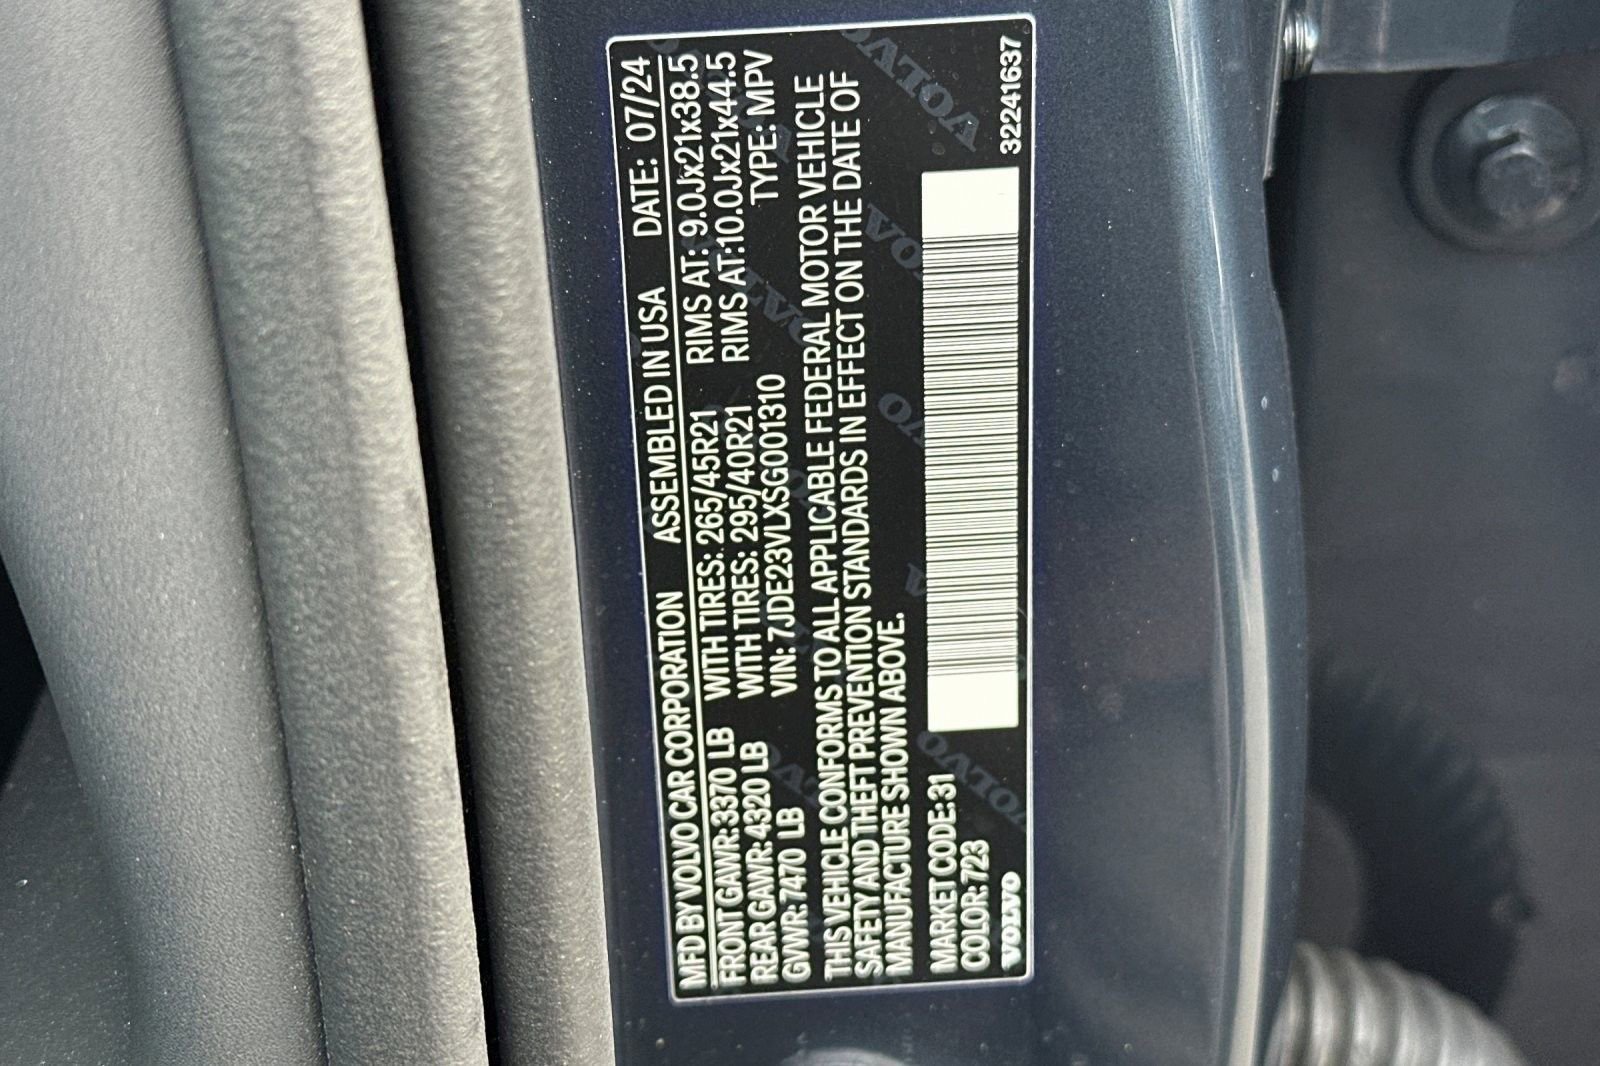 MFD BY VOLVO CAR CORPORATION ASSEMBLED IN USA DATE: 07/24
FRONT GAWR: 3370 LB WITH TIRES: 265/45R21 RIMS AT: 9.0Jx21x38.5
REAR GAWR: 4320 LB WITH TIRES: 295/40R21 RIMS AT:10.0Jx21x44.5
GVWR: 7470 LB VIN: 7JDE23VLXSG001310 TYPE: MPV
THIS VEHICLE CONFORMS TO ALL APPLICABLE FEDERAL MOTOR VEHICLE
SAFETY AND THEFT PREVENTION STANDARDS IN EFFECT ON THE DATE OF
MANUFACTURE SHOWN ABOVE.
MARKET CODE: 31
COLOR: 723
VOLVO 32241637